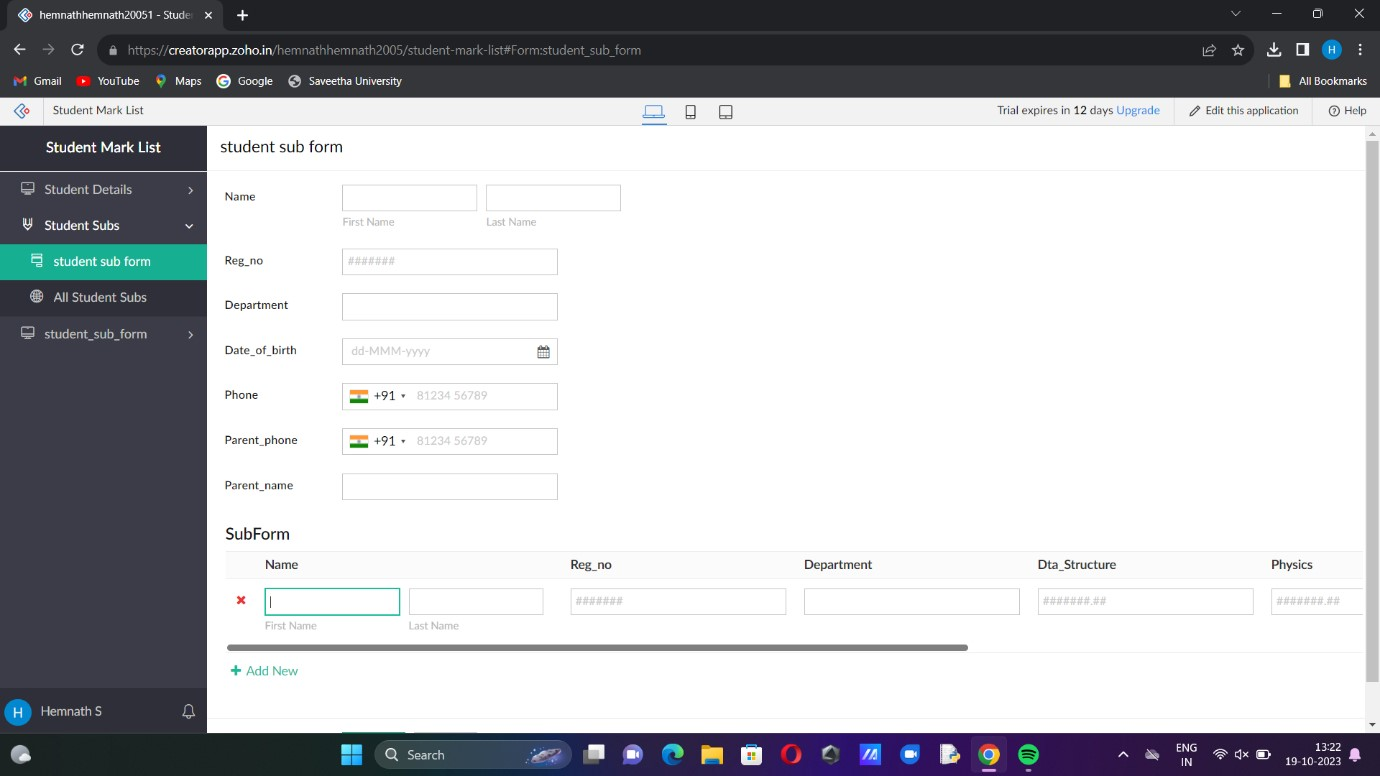 hemnathhemnath20051 - Stude
https://creatorapp.zoho.in/hemnathhemnath2005/student-mark-list#Form:student_sub_form
H
Gmail YouTube Maps Google Saveetha University All Bookmarks
Student Mark List Trial expires in 12 days Upgrade Edit this application Help
Student Mark List
Student Details
Student Subs
student sub form
All Student Subs
student_sub_form
H Hemnath S
student sub form
Name
First Name Last Name
Reg_no #######
Department
Date_of_birth dd-MMM-yyyy
Phone +91 81234 56789
Parent_phone +91 81234 56789
Parent_name
SubForm
Name Reg_no Department Dta_Structure Physics
####### #######.## #######.##
First Name Last Name
Add New
Search
ENG 13:22
IN 19-10-2023